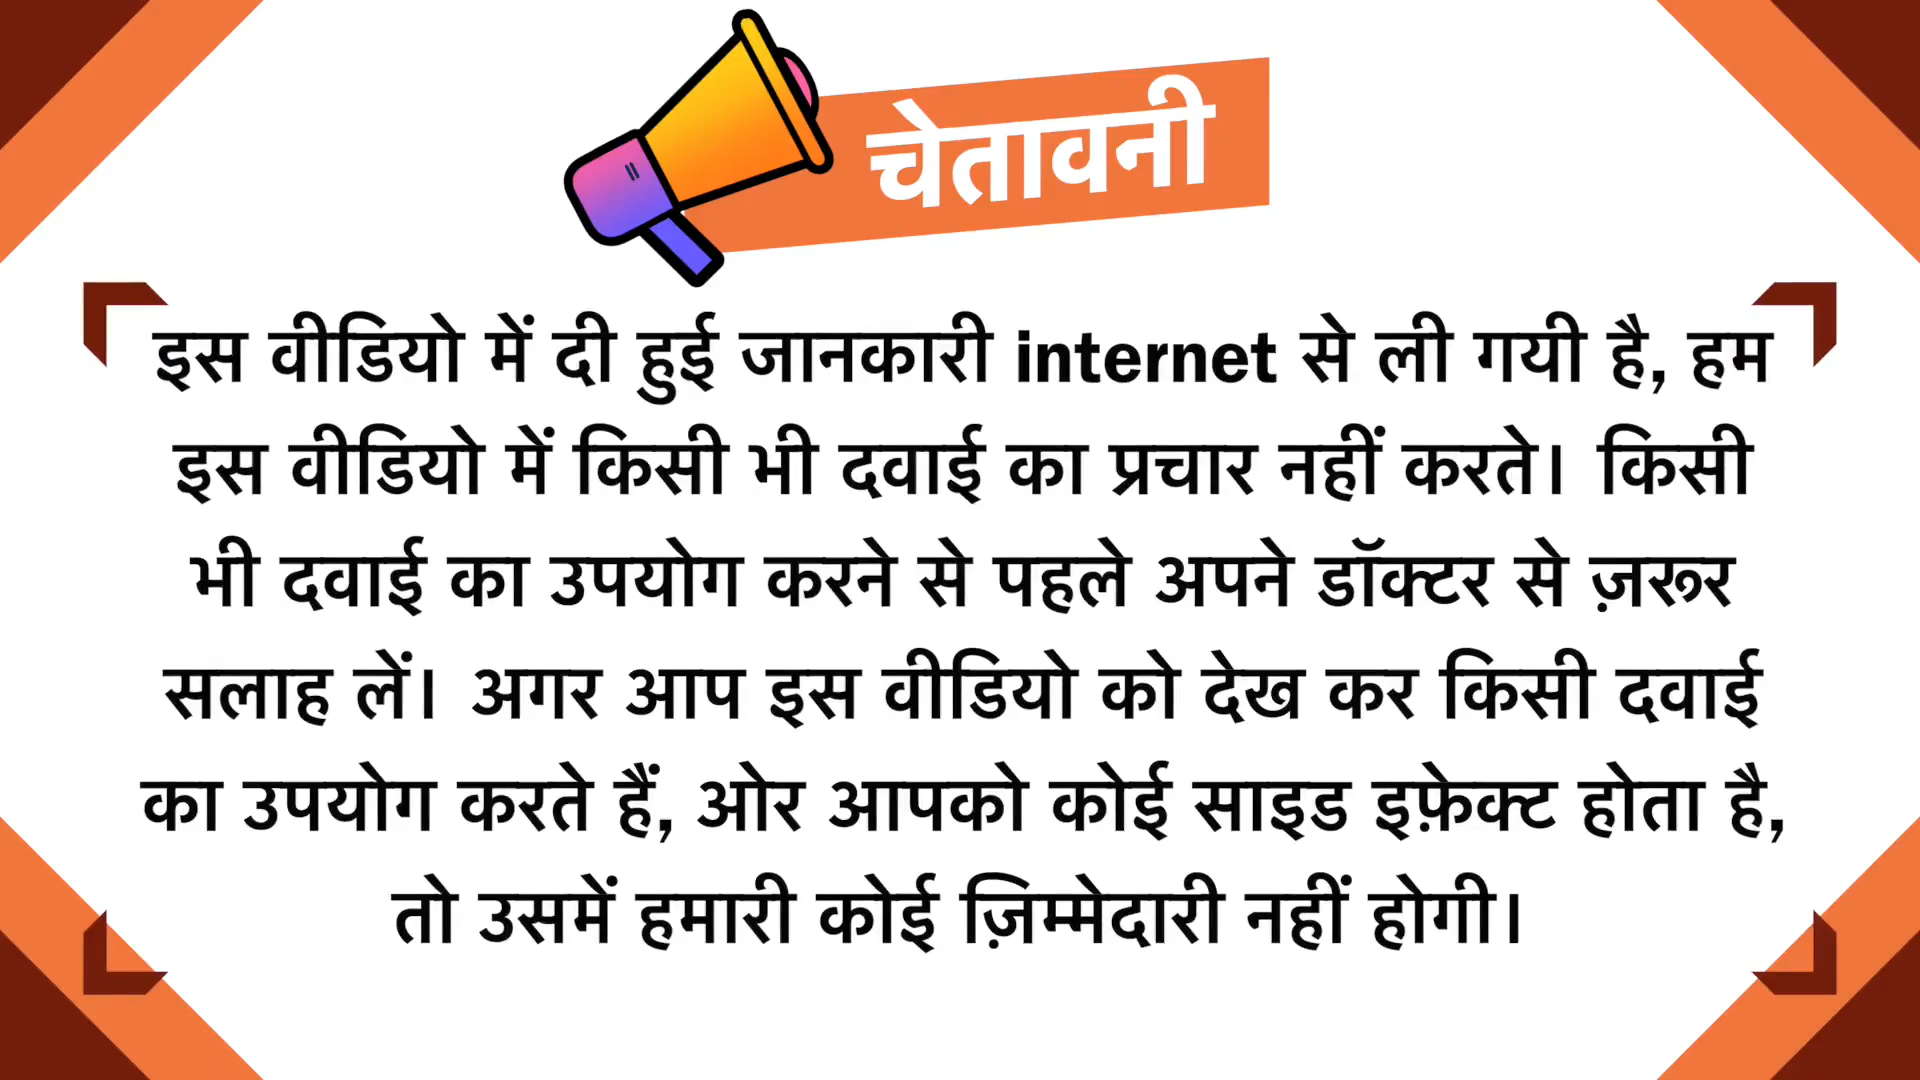 चेतावनी
इस वीडियो में दी हुई जानकारी internet से ली गयी है, हम
इस वीडियो में किसी भी दवाई का प्रचार नहीं करते। किसी
भी दवाई का उपयोग करने से पहले अपने डॉक्टर से ज़रूर
सलाह लें। अगर आप इस वीडियो को देख कर किसी दवाई
का उपयोग करते हैं, ओर आपको कोई साइड इफ़ेक्ट होता है,
तो उसमें हमारी कोई ज़िम्मेदारी नहीं होगी।